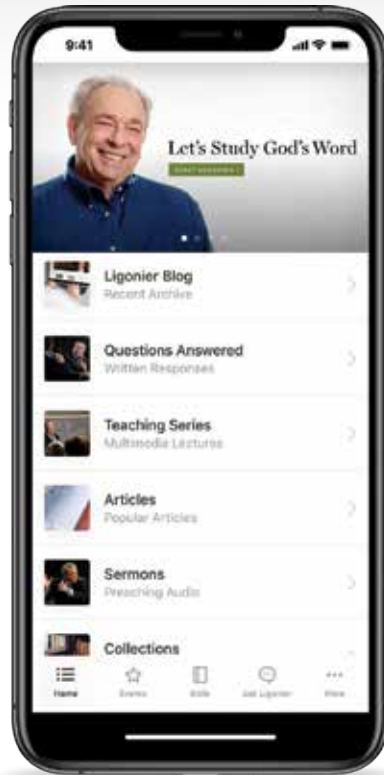 9:41
Let's Study God's Word
Ligonier Blog
Recent Archive
Questions Answered
Written Responses
Teaching Series
Multimedia Lectures
Articles
Popular Articles
Sermons
Preaching Audio
Collections
Home
Events
Bible
Ask Ligonier
More